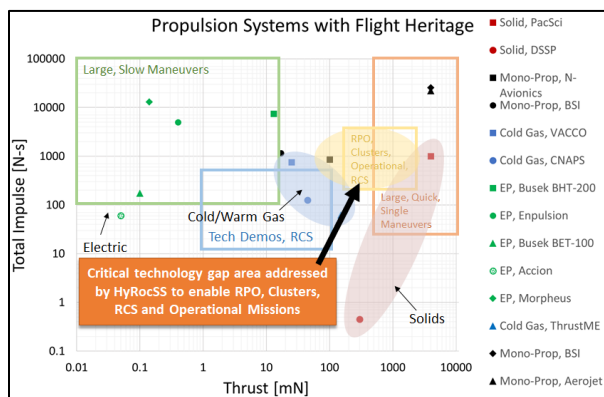 Propulsion Systems with Flight Heritage
Total Impulse [N-s]
100000
10000
1000
100
10
1
0.1
0.01
0.1
1
10
100
1000
10000
Thrust [mN]
Large, Slow Maneuvers
RPO,
Clusters,
Operational,
RCS
Large, Quick,
Single
Maneuvers
Cold/Warm Gas
Tech Demos, RCS
Electric
Critical technology gap area addressed
by HyRocSS to enable RPO, Clusters,
RCS and Operational Missions
Solids
Solid, PacSci
Solid, DSSP
Mono-Prop, N-
Avionics
Mono-Prop, BSI
Cold Gas, VACCO
Cold Gas, CNAPS
EP, Busek BHT-200
EP, Enpulsion
EP, Busek BET-100
EP, Accion
EP, Morpheus
Cold Gas, ThrustME
Mono-Prop, BSI
Mono-Prop, Aerojet